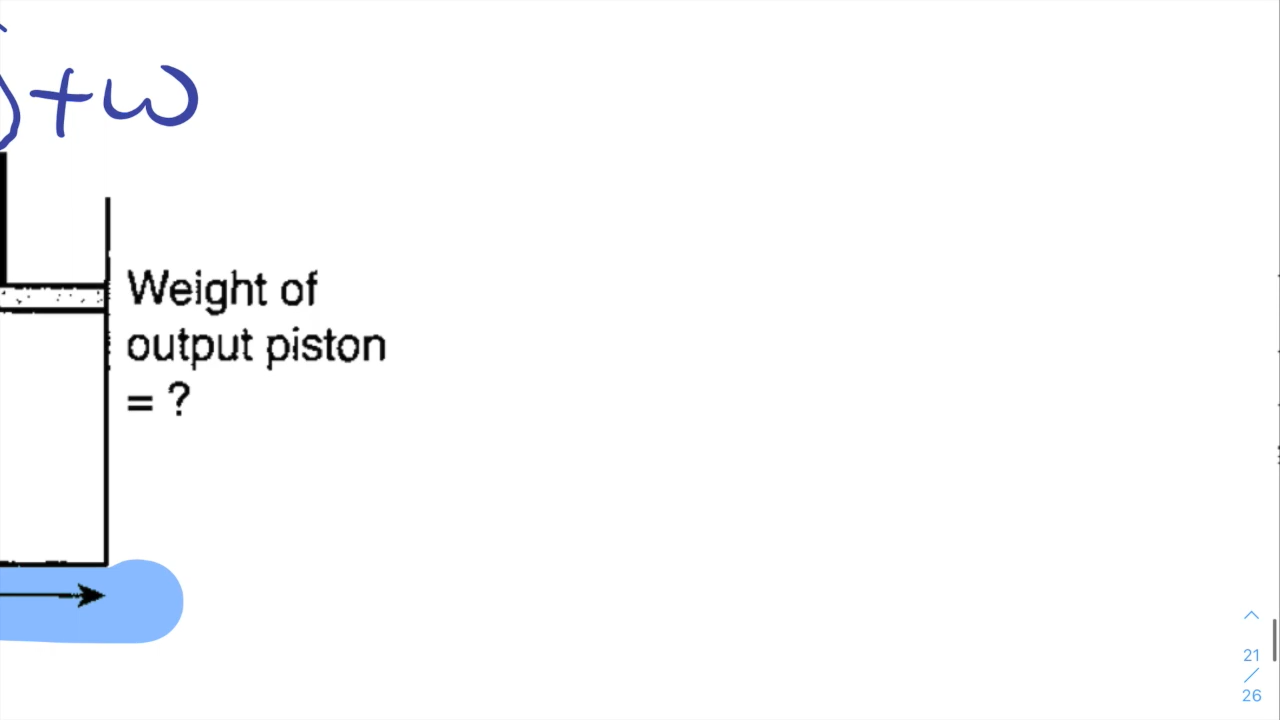 )+w
Weight of
output piston
= ?
21
/
26